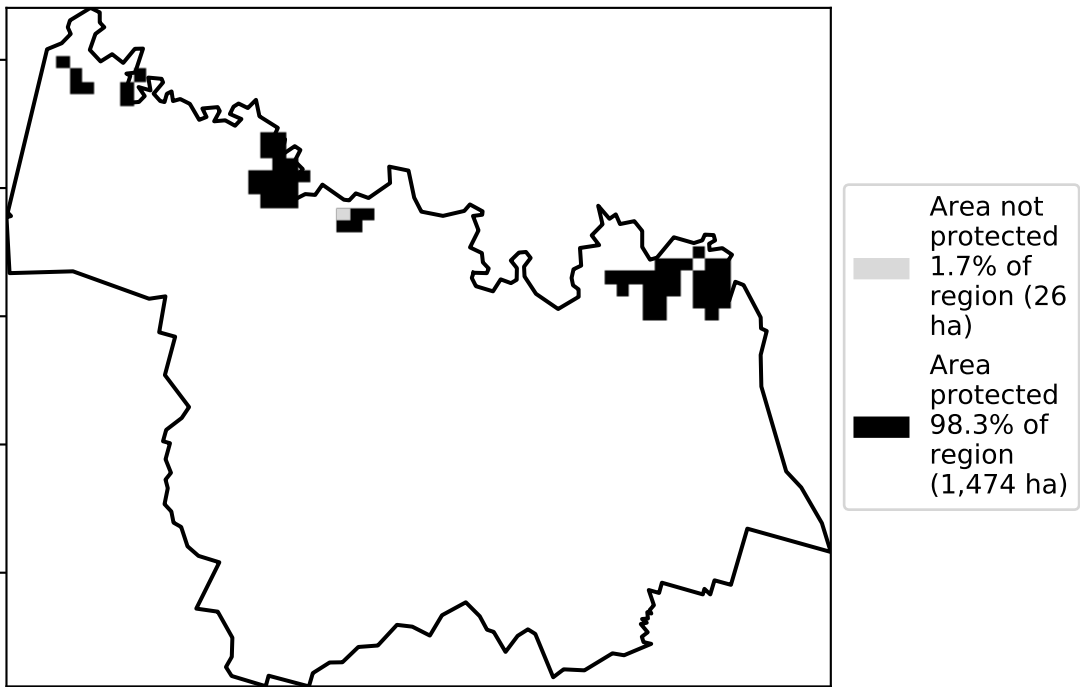 Area not
protected
1.7% of
region (26
ha)
Area
protected
98.3% of
region
(1,474 ha)